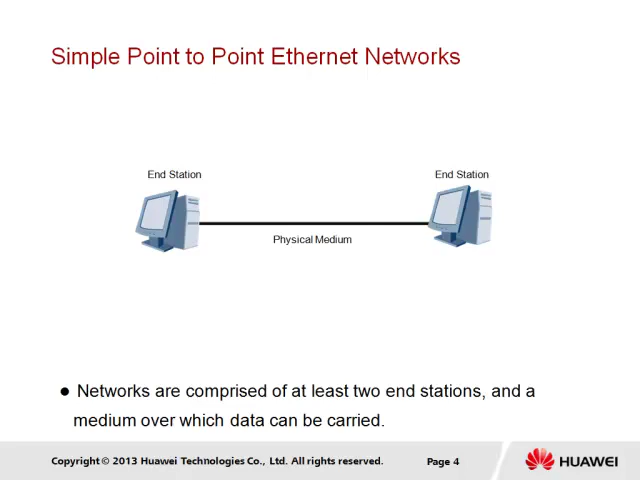 Simple Point to Point Ethernet Networks
End Station
End Station
Physical Medium
● Networks are comprised of at least two end stations, and a
medium over which data can be carried.
Copyright © 2013 Huawei Technologies Co., Ltd. All rights reserved.
Page 4
HUAWEI